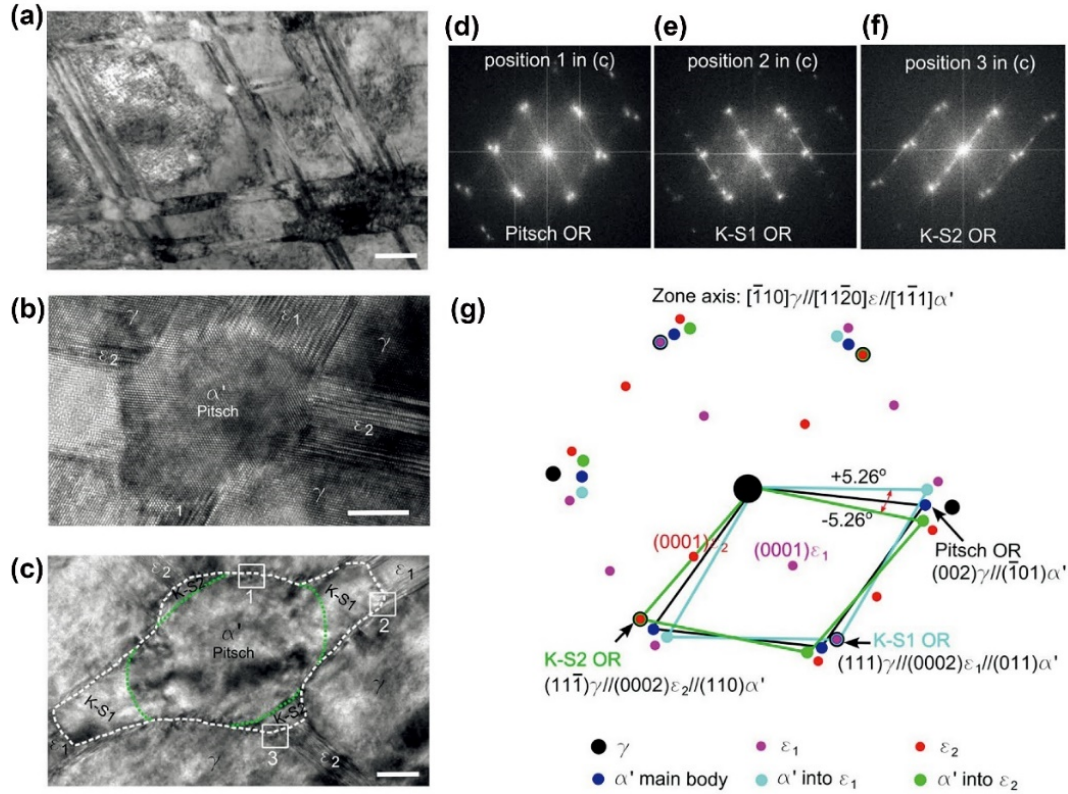 (a)
(b)
γ
ε1
γ
ε2
α'
Pitsch
ε2
ε1
γ
(c)
ε2
K-S2
1
K-S1
ε1
2
α'
Pitsch
γ
K-S1
K-S2
ε1
γ
3
ε2
(d)
position 1 in (c)
Pitsch OR
(e)
position 2 in (c)
K-S1 OR
(f)
position 3 in (c)
K-S2 OR
(g)
Zone axis: [1̅10]γ//[112̅0]ε//[11̅1]α'
+5.26°
-5.26°
(0001)ε2
(0001)ε1
Pitsch OR
(002)γ//(1̅01)α'
K-S2 OR
(111̅)γ//(0002)ε2//(110)α'
K-S1 OR
(111)γ//(0002)ε1//(011)α'
γ
ε1
ε2
α' main body
α' into ε1
α' into ε2